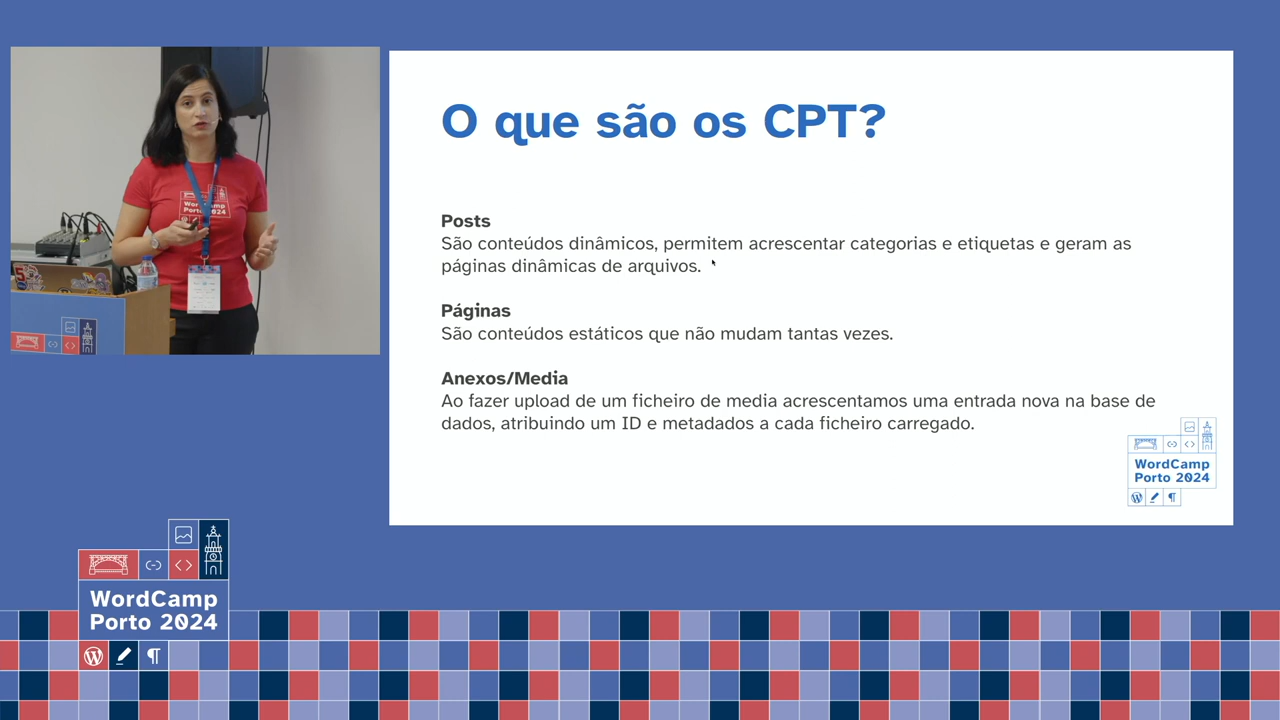 O que são os CPT?
Posts
São conteúdos dinâmicos, permitem acrescentar categorias e etiquetas e geram as
páginas dinâmicas de arquivos.
Páginas
São conteúdos estáticos que não mudam tantas vezes.
Anexos/Media
Ao fazer upload de um ficheiro de media acrescentamos uma entrada nova na base de
dados, atribuindo um ID e metadados a cada ficheiro carregado.
WordCamp
Porto 2024
WordCamp
Porto 2024
WordCamp
Porto 2024